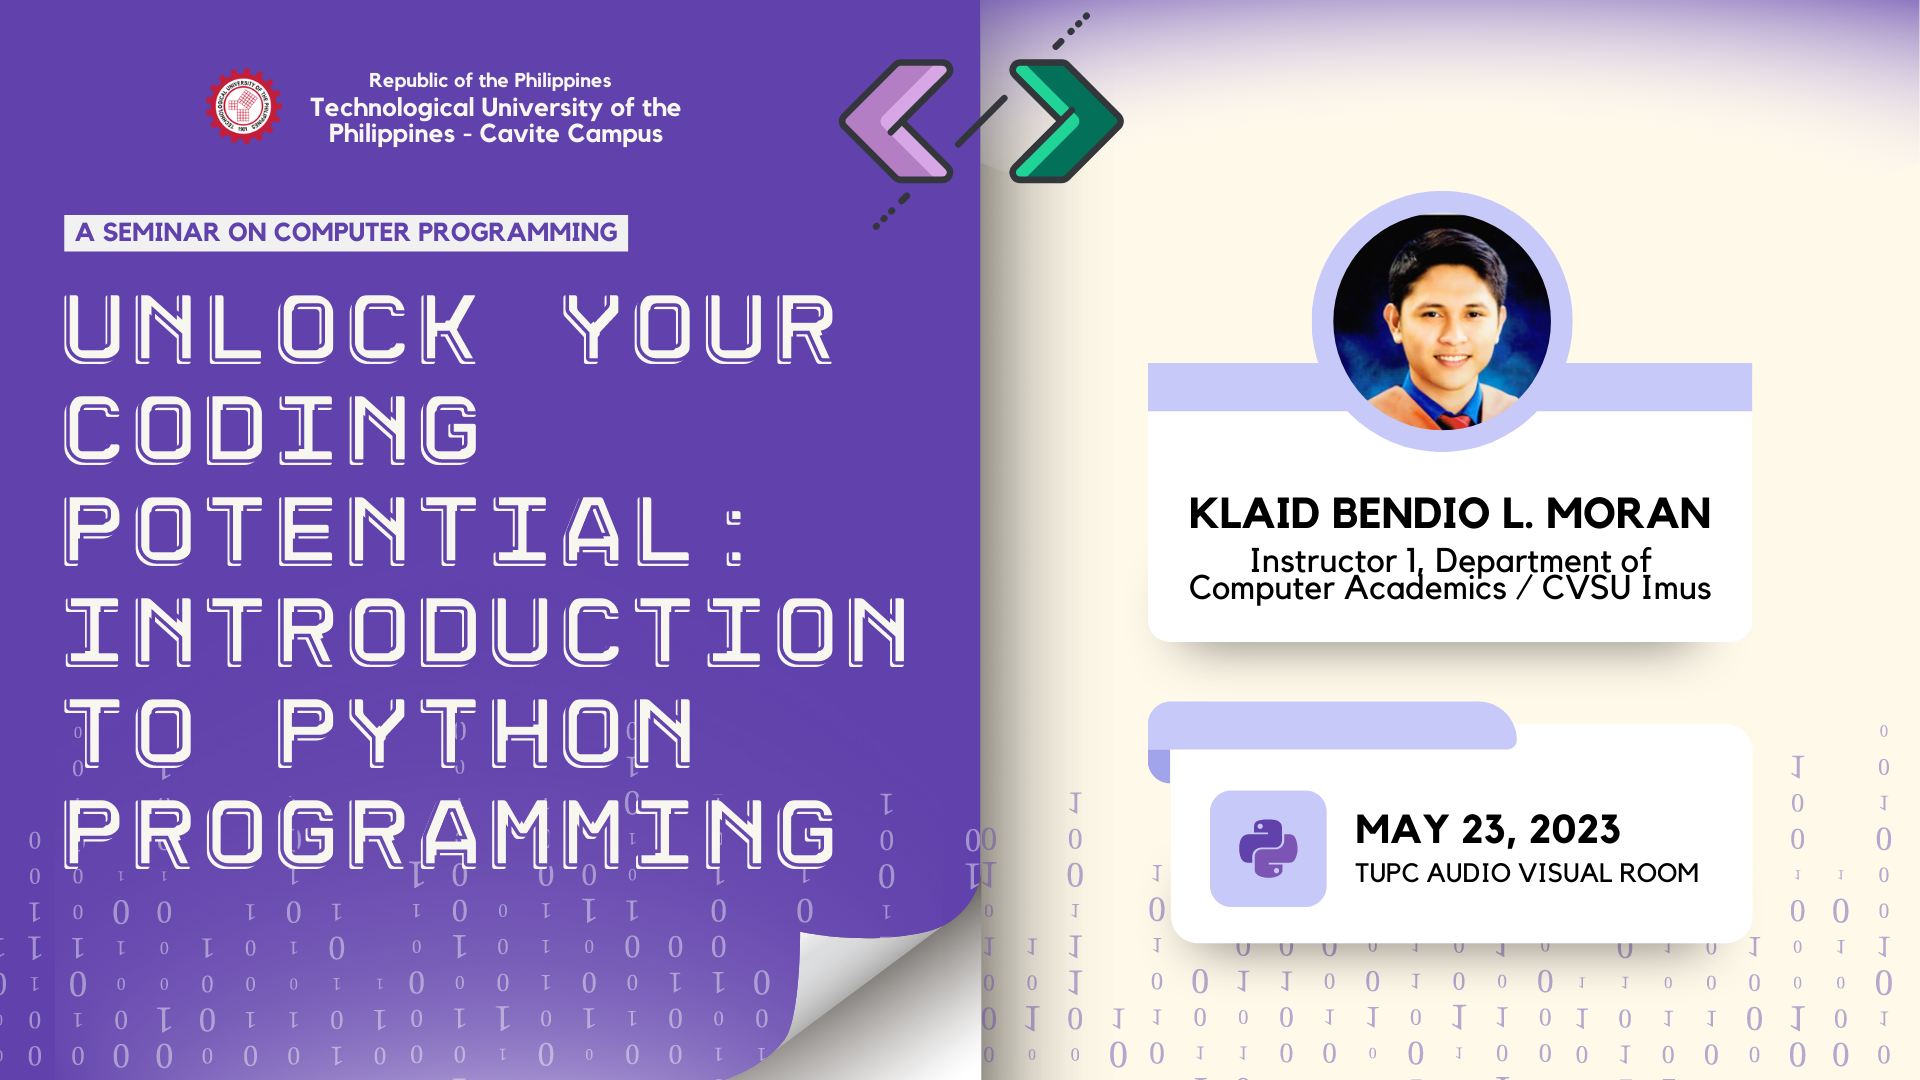 Republic of the Philippines
Technological University of the
Philippines - Cavite Campus
A SEMINAR ON COMPUTER PROGRAMMING
UNLOCK YOUR
CODING
POTENTIAL:
INTRODUCTION
TO PYTHON
PROGRAMMING
KLAID BENDIO L. MORAN
Instructor 1, Department of
Computer Academics / CVSU Imus
MAY 23, 2023
TUPC AUDIO VISUAL ROOM